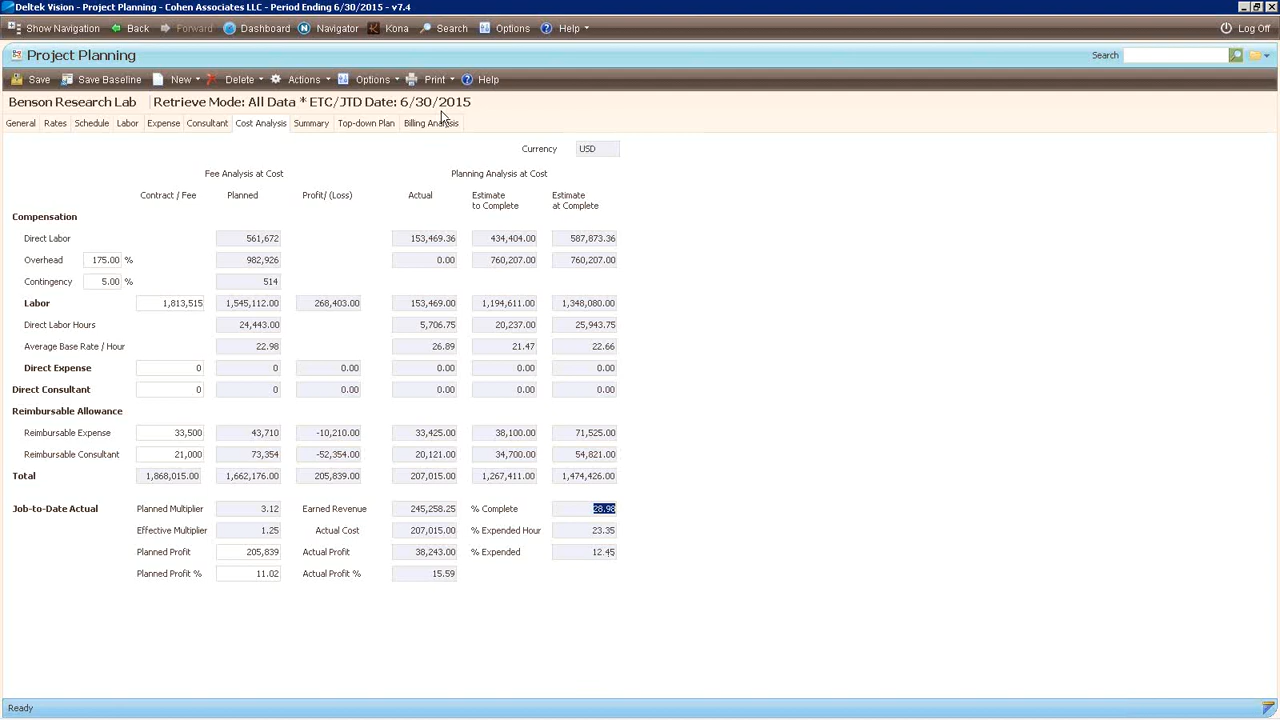 Deltek Vision - Project Planning - Cohen Associates LLC - Period Ending 6/30/2015 - v7.4
Show Navigation Back Forward Dashboard Navigator Kona Search Options Help Log Off
Project Planning Search
Save Save Baseline New Delete Actions Options Print Help
Benson Research Lab Retrieve Mode: All Data * ETC/JTD Date: 6/30/2015
General Rates Schedule Labor Expense Consultant Cost Analysis Summary Top-down Plan Billing Analysis
Currency USD
Fee Analysis at Cost Planning Analysis at Cost
Contract / Fee Planned Profit/ (Loss) Actual Estimate to Complete Estimate at Complete
Compensation
Direct Labor 561,672 153,469.36 434,404.00 587,873.36
Overhead 175.00 % 982,926 0.00 760,207.00 760,207.00
Contingency 5.00 % 514
Labor 1,813,515 1,545,112.00 268,403.00 153,469.00 1,194,611.00 1,348,080.00
Direct Labor Hours 24,443.00 5,706.75 20,237.00 25,943.75
Average Base Rate / Hour 22.98 26.89 21.47 22.66
Direct Expense 0 0 0.00 0.00 0.00 0.00
Direct Consultant 0 0 0.00 0.00 0.00 0.00
Reimbursable Allowance
Reimbursable Expense 33,500 43,710 -10,210.00 33,425.00 38,100.00 71,525.00
Reimbursable Consultant 21,000 73,354 -52,354.00 20,121.00 34,700.00 54,821.00
Total 1,868,015.00 1,662,176.00 205,839.00 207,015.00 1,267,411.00 1,474,426.00
Job-to-Date Actual Planned Multiplier 3.12 Earned Revenue 245,258.25 % Complete 28.98
Effective Multiplier 1.25 Actual Cost 207,015.00 % Expended Hour 23.35
Planned Profit 205,839 Actual Profit 38,243.00 % Expended 12.45
Planned Profit % 11.02 Actual Profit % 15.59
Ready